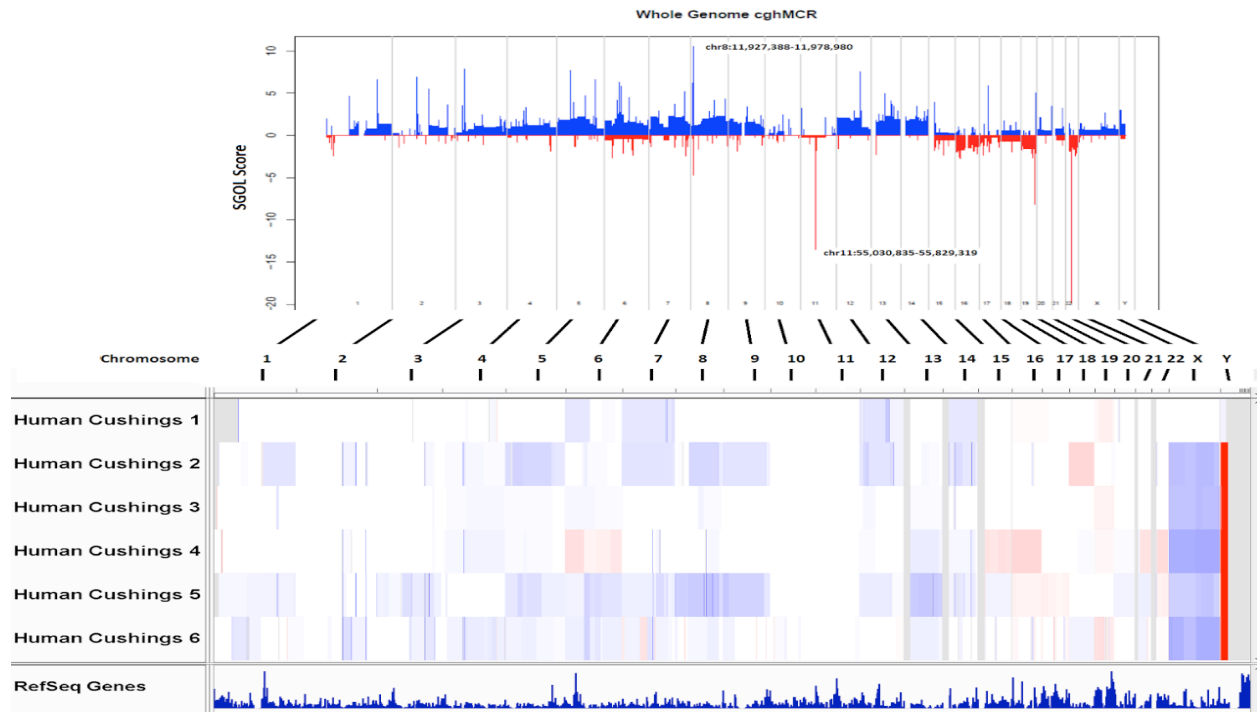 Whole Genome cghMCR
chr8:11,927,388-11,978,980
10
5
0
-5
-10
-15
-20
SGOL Score
chr11:55,030,835-55,829,319
1 2 3 4 5 6 7 8 9 10 11 12 13 14 15 16 17 18 19 20 21 22 X Y
Chromosome 1 2 3 4 5 6 7 8 9 10 11 12 13 14 15 16 17 18 19 20 21 22 X Y
Human Cushings 1
Human Cushings 2
Human Cushings 3
Human Cushings 4
Human Cushings 5
Human Cushings 6
RefSeq Genes